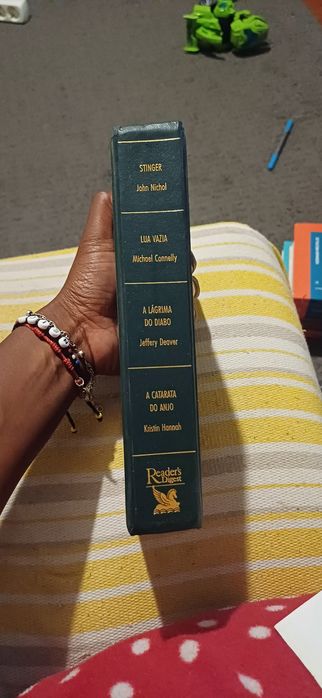 STINGER
John Nichol
LUA VAZIA
Michael Connelly
A LÁGRIMA
DO DIABO
Jeffery Deaver
A CATARATA
DO ANJO
Kristin Hannah
Reader's
Digest